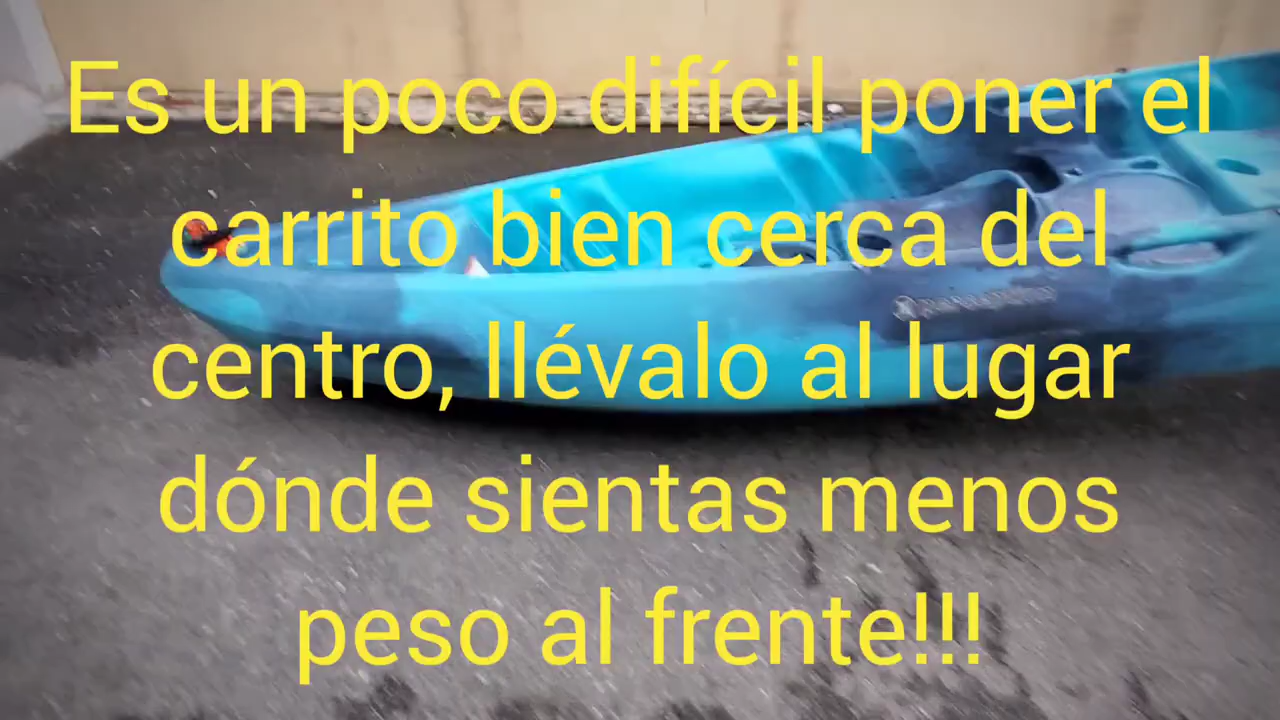 Es un poco difícil poner el
carrito bien cerca del
centro, llévalo al lugar
dónde sientas menos
peso al frente!!!